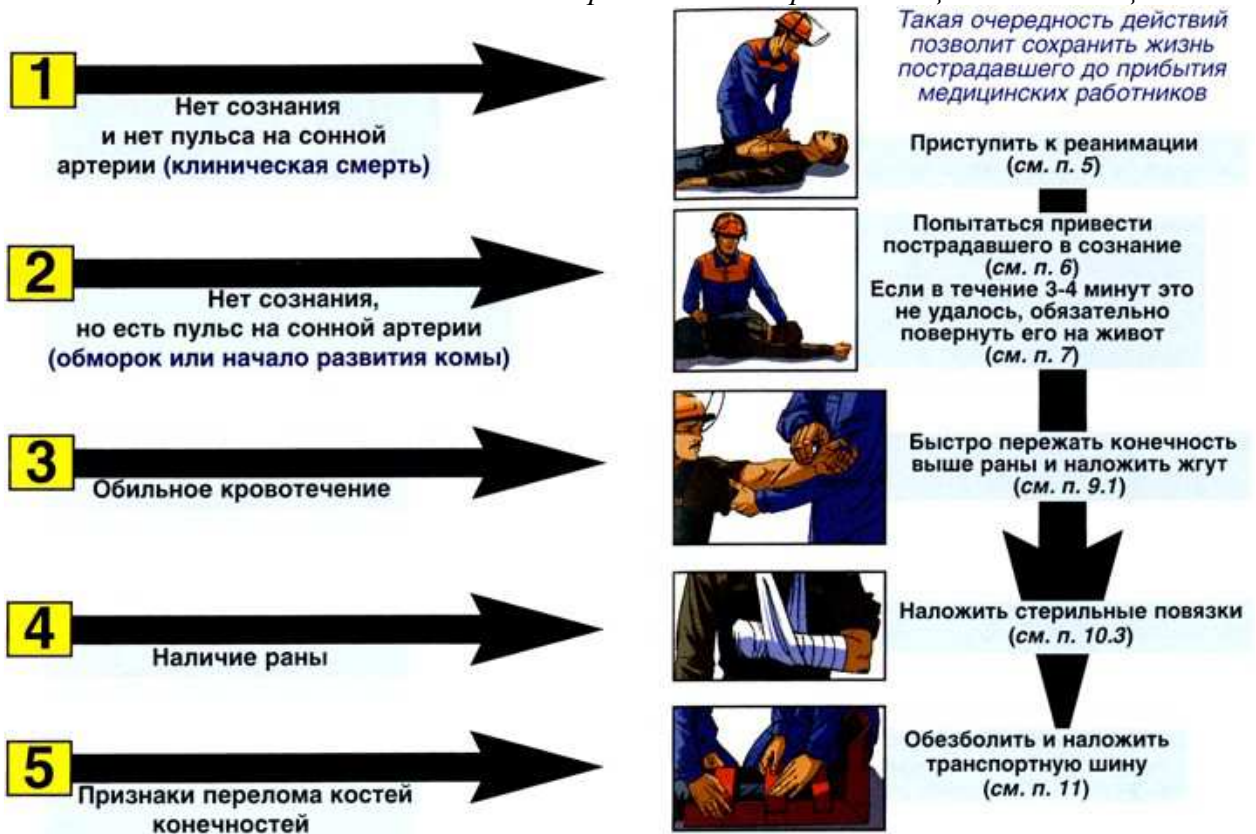 Такая очередность действий
позволит сохранить жизнь
пострадавшего до прибытия
медицинских работников
1
Нет сознания
и нет пульса на сонной
артерии (клиническая смерть)
Приступить к реанимации
(см. п. 5)
2
Нет сознания,
но есть пульс на сонной артерии
(обморок или начало развития комы)
Попытаться привести
пострадавшего в сознание
(см. п. 6)
Если в течение 3-4 минут это
не удалось, обязательно
повернуть его на живот
(см. п. 7)
3
Обильное кровотечение
Быстро пережать конечность
выше раны и наложить жгут
(см. п. 9.1)
4
Наличие раны
Наложить стерильные повязки
(см. п. 10.3)
5
Признаки перелома костей
конечностей
Обезболить и наложить
транспортную шину
(см. п. 11)